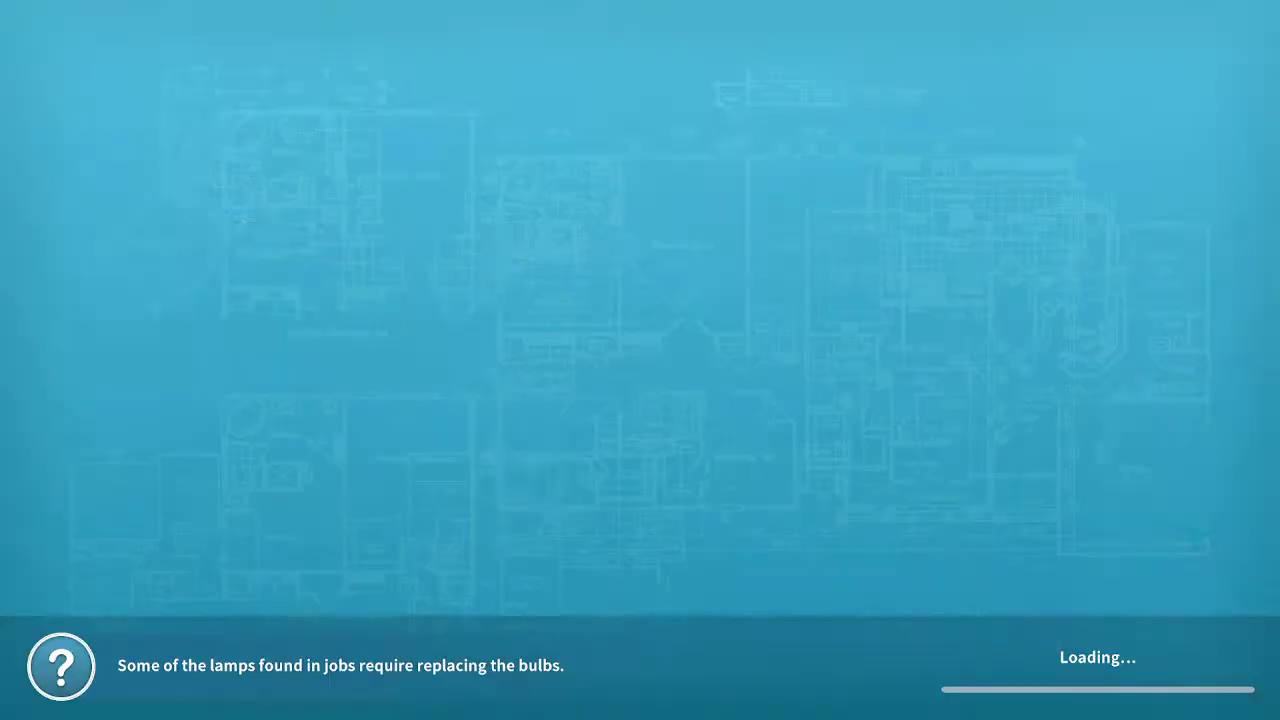 Some of the lamps found in jobs require replacing the bulbs.
Loading...